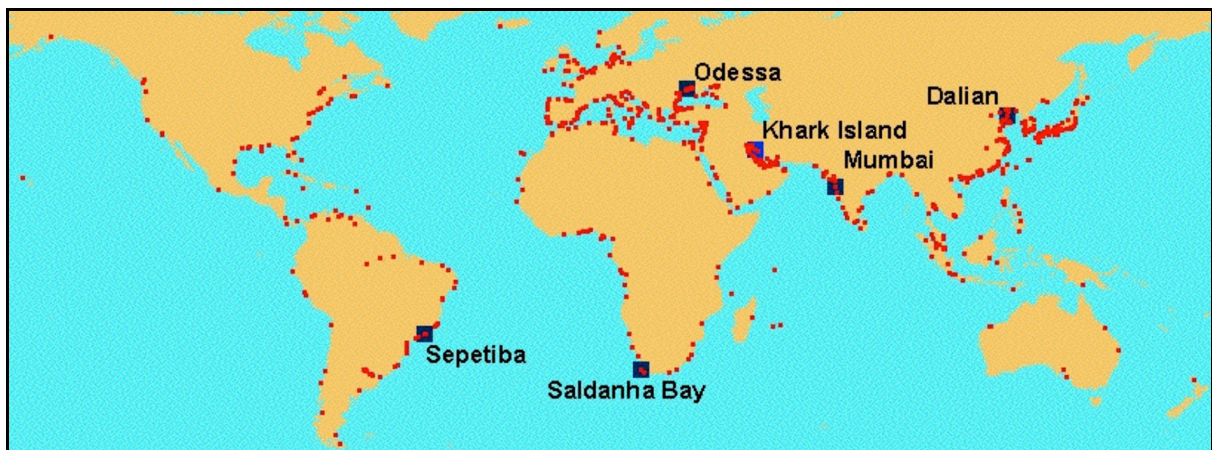 Odessa
Dalian
Khark Island
Mumbai
Sepetiba
Saldanha Bay